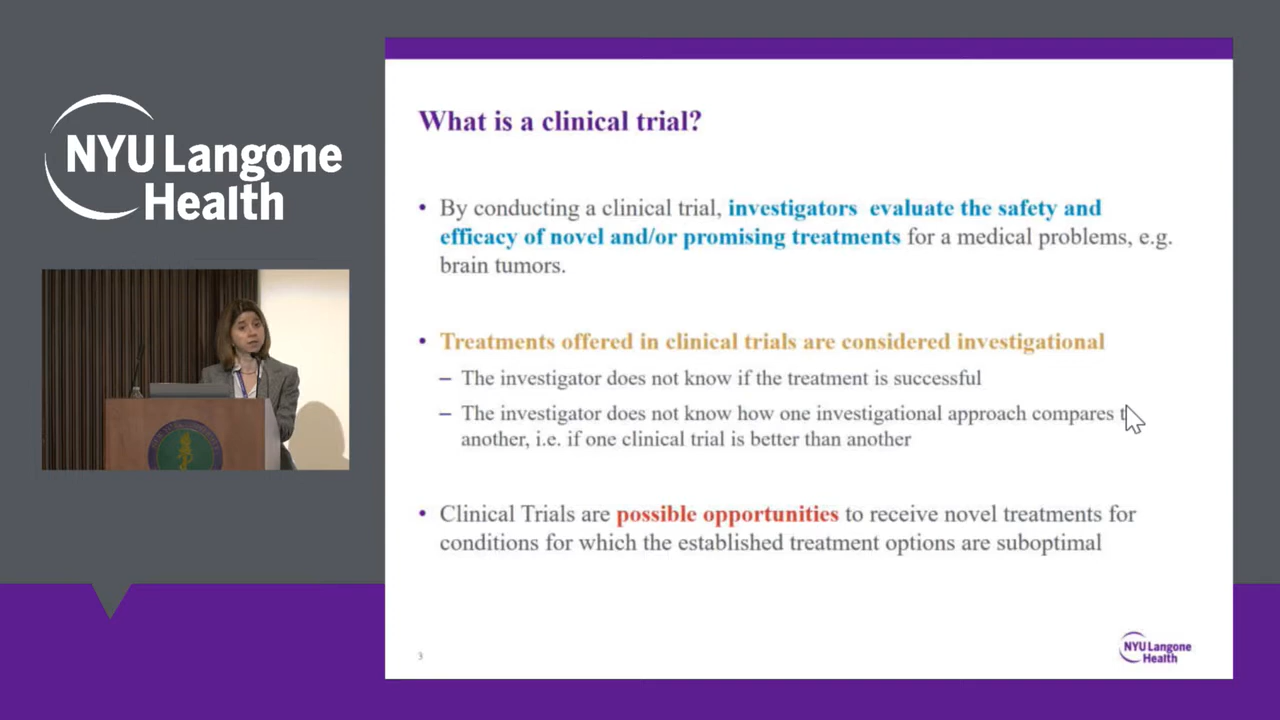 NYU Langone
Health
What is a clinical trial?
• By conducting a clinical trial, investigators evaluate the safety and
efficacy of novel and/or promising treatments for a medical problems, e.g.
brain tumors.
• Treatments offered in clinical trials are considered investigational
– The investigator does not know if the treatment is successful
– The investigator does not know how one investigational approach compares
another, i.e. if one clinical trial is better than another
• Clinical Trials are possible opportunities to receive novel treatments for
conditions for which the established treatment options are suboptimal
3
NYU Langone
Health